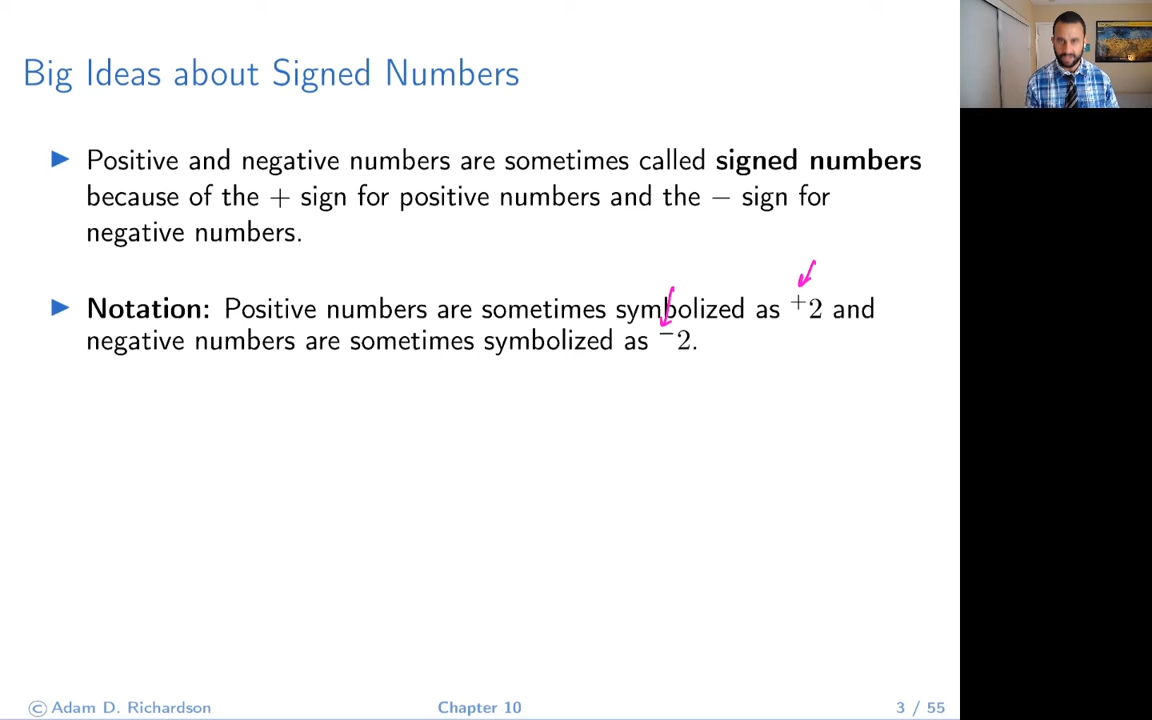 Big Ideas about Signed Numbers
▶ Positive and negative numbers are sometimes called signed numbers
because of the + sign for positive numbers and the − sign for
negative numbers.
▶ Notation: Positive numbers are sometimes symbolized as ⁺2 and
negative numbers are sometimes symbolized as ⁻2.
© Adam D. Richardson Chapter 10 3 / 55